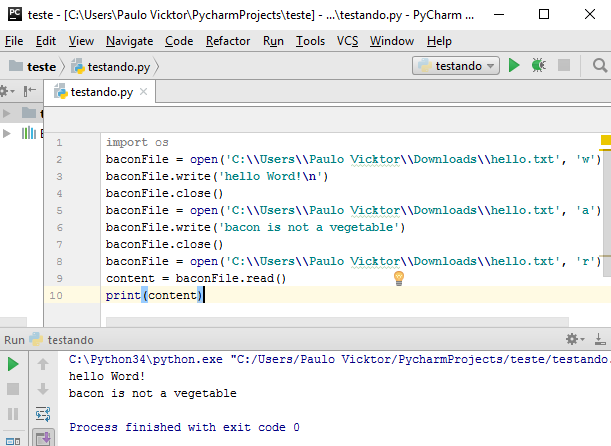 PC teste - [C:\Users\Paulo Vicktor\PycharmProjects\teste] - ...\testando.py - PyCharm ...
File Edit View Navigate Code Refactor Run Tools VCS Window Help
teste testando.py testando
testando.py
1 import os
2 baconFile = open('C:\\Users\\Paulo Vicktor\\Downloads\\hello.txt', 'w')
3 baconFile.write('hello Word!\n')
4 baconFile.close()
5 baconFile = open('C:\\Users\\Paulo Vicktor\\Downloads\\hello.txt', 'a')
6 baconFile.write('bacon is not a vegetable')
7 baconFile.close()
8 baconFile = open('C:\\Users\\Paulo Vicktor\\Downloads\\hello.txt', 'r')
9 content = baconFile.read()
10 print(content)
Run testando
C:\Python34\python.exe "C:/Users/Paulo Vicktor/PycharmProjects/teste/testando.
hello Word!
bacon is not a vegetable
Process finished with exit code 0